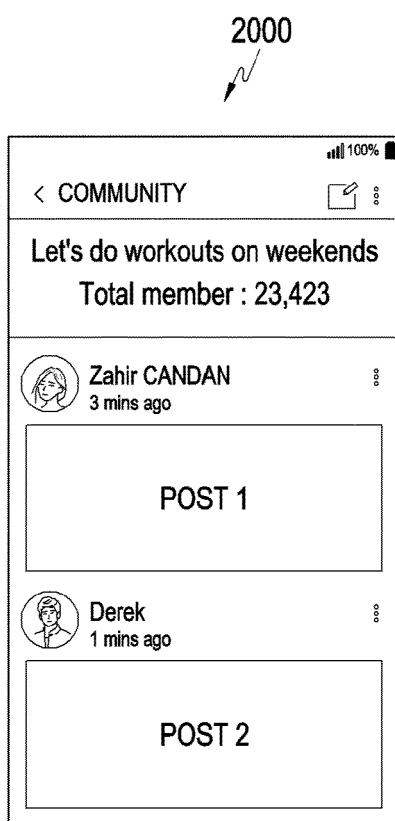 2000
100%
< COMMUNITY
Let's do workouts on weekends
Total member : 23,423
Zahir CANDAN
3 mins ago
POST 1
Derek
1 mins ago
POST 2